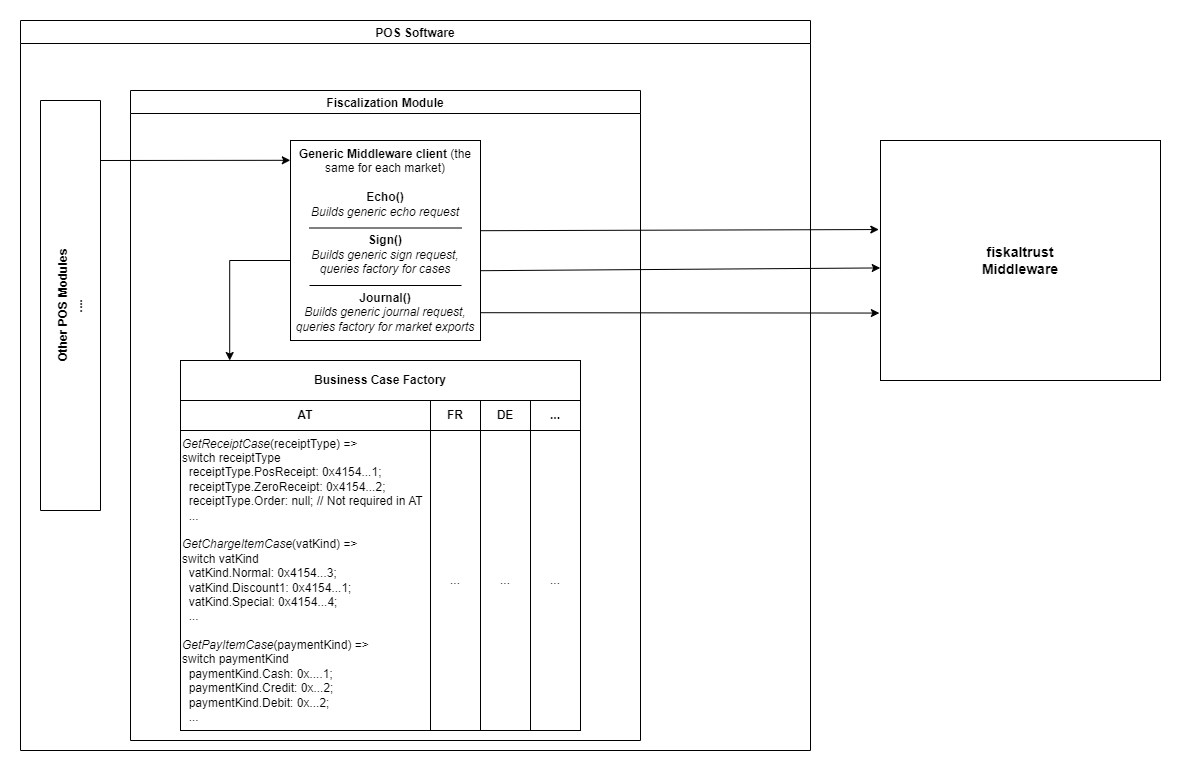 POS Software
Fiscalization Module
Generic Middleware client (the
same for each market)
Echo()
Builds generic echo request
Sign()
Builds generic sign request,
queries factory for cases
Journal()
Builds generic journal request,
queries factory for market exports
fiskaltrust
Middleware
Other POS Modules
....
Business Case Factory
AT FR DE ...
GetReceiptCase(receiptType) =>
switch receiptType
receiptType.PosReceipt: 0x4154...1;
receiptType.ZeroReceipt: 0x4154...2;
receiptType.Order: null; // Not required in AT
...
GetChargeItemCase(vatKind) =>
switch vatKind
vatKind.Normal: 0x4154...3;
vatKind.Discount1: 0x4154...1;
vatKind.Special: 0x4154...4;
...
GetPayItemCase(paymentKind) =>
switch paymentKind
paymentKind.Cash: 0x....1;
paymentKind.Credit: 0x...2;
paymentKind.Debit: 0x...2;
...
... ... ...